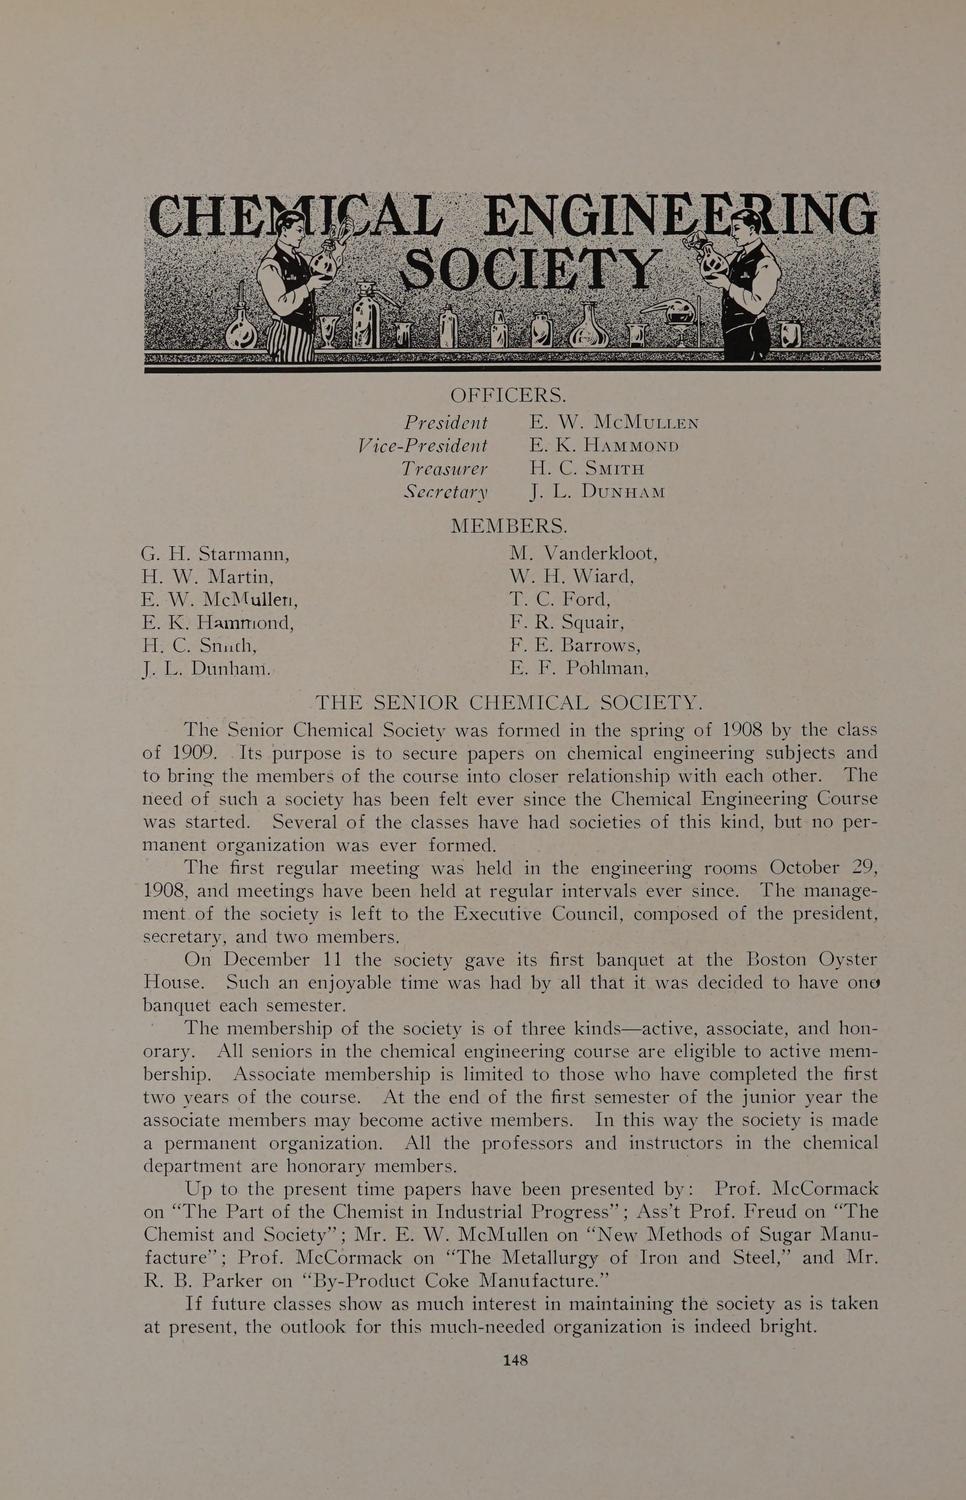 CHEMICAL ENGINEERING
SOCIETY
OFFICERS.
President E. W. McMullen
Vice-President E. K. Hammond
Treasurer H. C. Smith
Secretary J. L. Dunham
MEMBERS.
G. H. Starmann, M. Vanderkloot,
H. W. Martin, W. H. Wiard,
E. W. McMullen, T. C. Ford,
E. K. Hammond, F. R. Squair,
H. C. Smith, F. E. Barrows,
J. L. Dunham. E. F. Pohlman,
THE SENIOR CHEMICAL SOCIETY.
The Senior Chemical Society was formed in the spring of 1908 by the class
of 1909. Its purpose is to secure papers on chemical engineering subjects and
to bring the members of the course into closer relationship with each other. The
need of such a society has been felt ever since the Chemical Engineering Course
was started. Several of the classes have had societies of this kind, but no per-
manent organization was ever formed.
The first regular meeting was held in the engineering rooms October 29,
1908, and meetings have been held at regular intervals ever since. The manage-
ment of the society is left to the Executive Council, composed of the president,
secretary, and two members.
On December 11 the society gave its first banquet at the Boston Oyster
House. Such an enjoyable time was had by all that it was decided to have one
banquet each semester.
The membership of the society is of three kinds—active, associate, and hon-
orary. All seniors in the chemical engineering course are eligible to active mem-
bership. Associate membership is limited to those who have completed the first
two years of the course. At the end of the first semester of the junior year the
associate members may become active members. In this way the society is made
a permanent organization. All the professors and instructors in the chemical
department are honorary members.
Up to the present time papers have been presented by: Prof. McCormack
on “The Part of the Chemist in Industrial Progress”; Ass’t Prof. Freud on “The
Chemist and Society”; Mr. E. W. McMullen on “New Methods of Sugar Manu-
facture”; Prof. McCormack on “The Metallurgy of Iron and Steel,” and Mr.
R. B. Parker on “By-Product Coke Manufacture.”
If future classes show as much interest in maintaining the society as is taken
at present, the outlook for this much-needed organization is indeed bright.
148